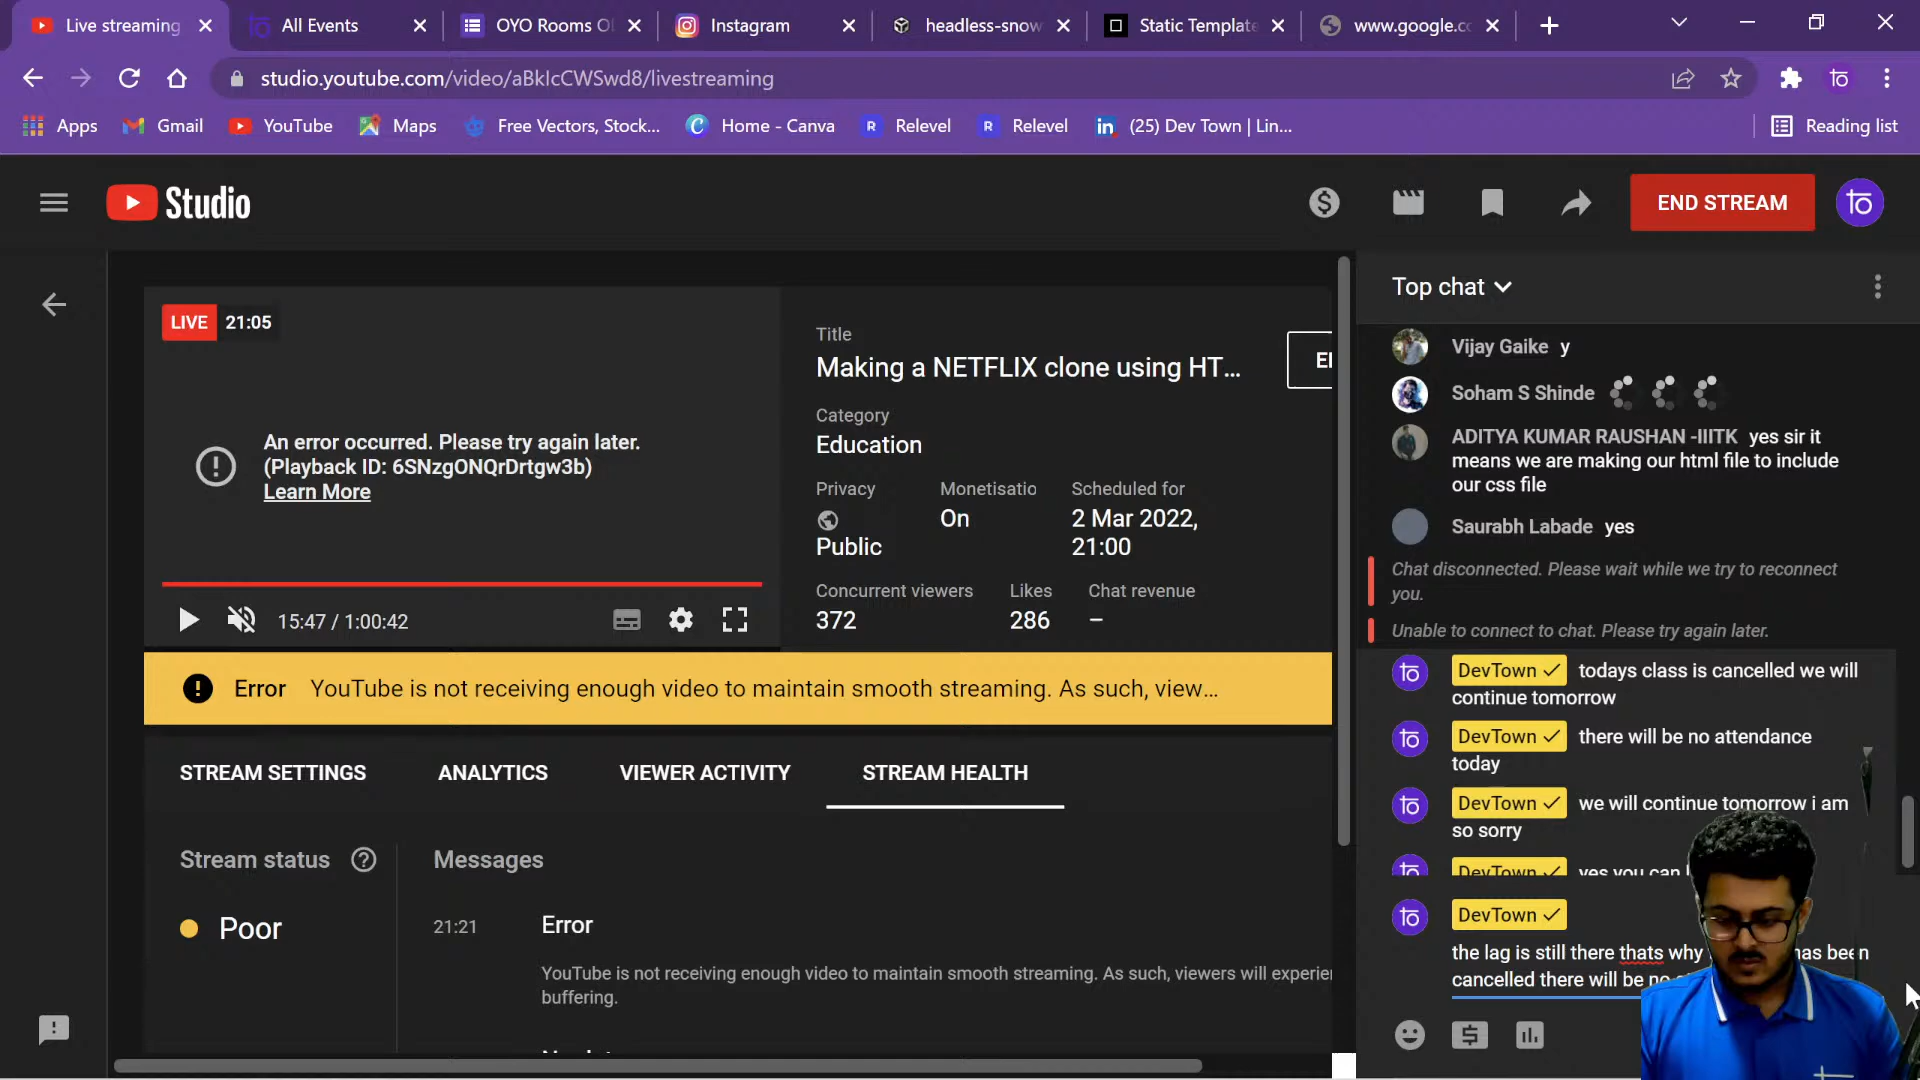 Live streaming
All Events
OYO Rooms Ol
Instagram
headless-snow
Static Template
www.google.co
studio.youtube.com/video/aBkIcCWSwd8/livestreaming
Apps
Gmail
YouTube
Maps
Free Vectors, Stock...
Home - Canva
Relevel
Relevel
(25) Dev Town | Lin...
Reading list
Studio
END STREAM
LIVE 21:05
An error occurred. Please try again later.
(Playback ID: 6SNzgONQrDrtgw3b)
Learn More
15:47 / 1:00:42
Title
Making a NETFLIX clone using HT...
Category
Education
Privacy
Public
Monetisatio
On
Scheduled for
2 Mar 2022,
21:00
Concurrent viewers
372
Likes
286
Chat revenue
–
Error YouTube is not receiving enough video to maintain smooth streaming. As such, view...
STREAM SETTINGS
ANALYTICS
VIEWER ACTIVITY
STREAM HEALTH
Stream status
Poor
Messages
21:21
Error
YouTube is not receiving enough video to maintain smooth streaming. As such, viewers will experie
buffering.
Top chat
Vijay Gaike y
Soham S Shinde
ADITYA KUMAR RAUSHAN -IIITK yes sir it
means we are making our html file to include
our css file
Saurabh Labade yes
Chat disconnected. Please wait while we try to reconnect
you.
Unable to connect to chat. Please try again later.
DevTown todays class is cancelled we will
continue tomorrow
DevTown there will be no attendance
today
DevTown we will continue tomorrow i am
so sorry
DevTown yes you can
DevTown
the lag is still there thats why has been
cancelled there will be no